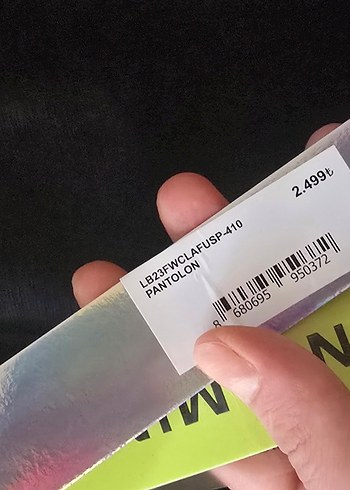 2.499₺
LB23FWCLAFUSP-410
PANTOLON
8 680695 950372